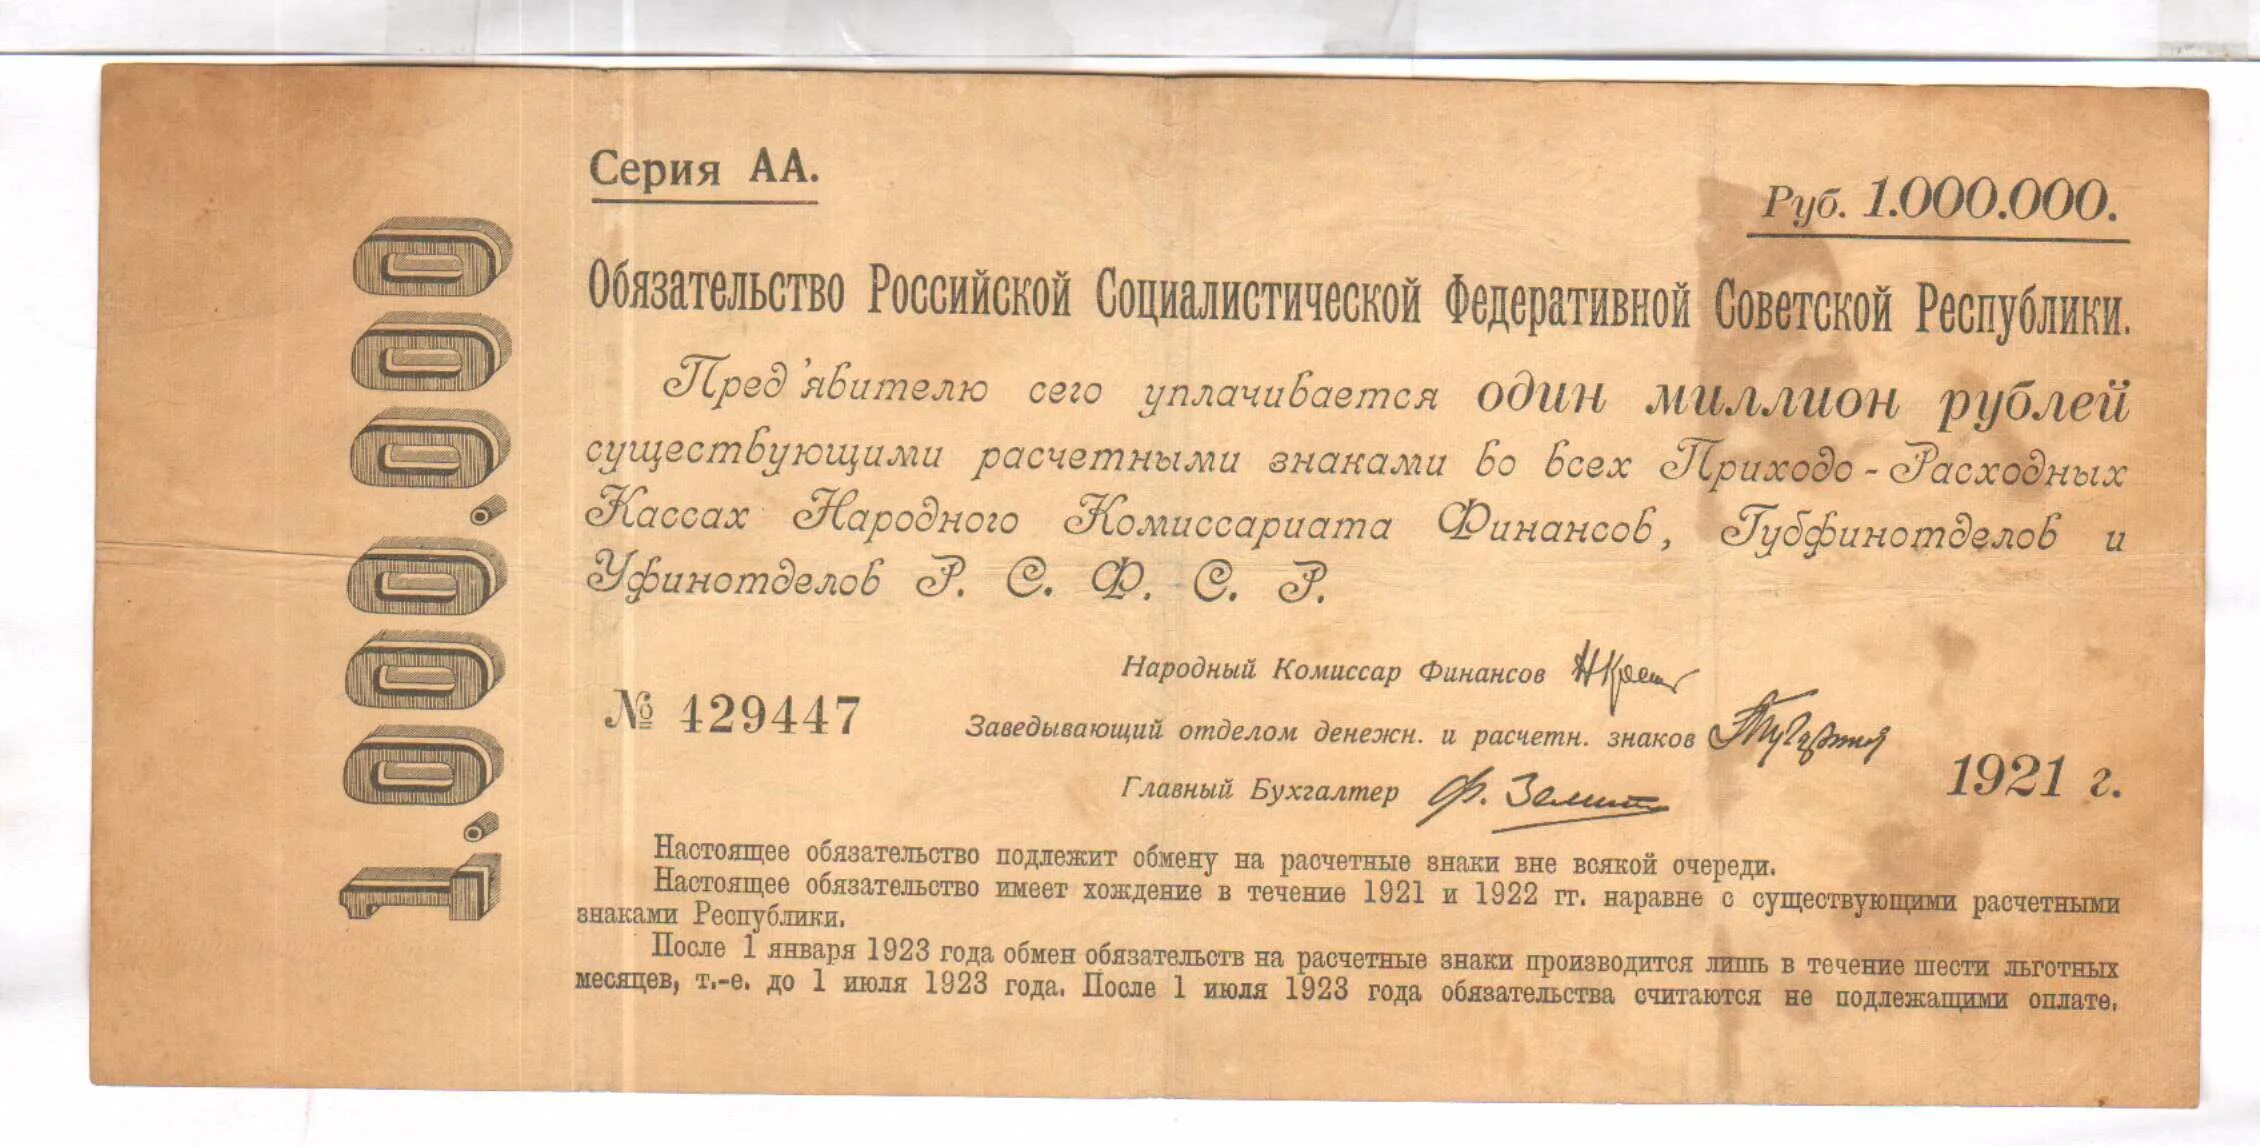 Серия АА.
Руб. 1.000.000.
1.000.000
Обязательство Российской Социалистической Федеративной Советской Республики.
Пред'явителю сего уплачивается один миллион рублей
существующими расчетными знаками во всех Приходо-Расходных
Кассах Народного Комиссариата Финансов, Губфинотделов и
Уфинотделов Р. С. Ф. С. Р.
Народный Комиссар Финансов
№ 429447
Заведывающий отделом денежн. и расчетн. знаков
Главный Бухгалтер Ф.
1921 г.
Настоящее обязательство подлежит обмену на расчетные знаки вне всякой очереди.
Настоящее обязательство имеет хождение в течение 1921 и 1922 гг. наравне с существующими расчетными
знаками Республики.
После 1 января 1923 года обмен обязательств на расчетные знаки производится лишь в течение шести льготных
месяцев, т.-е. до 1 июля 1923 года. После 1 июля 1923 года обязательства считаются не подлежащими оплате.